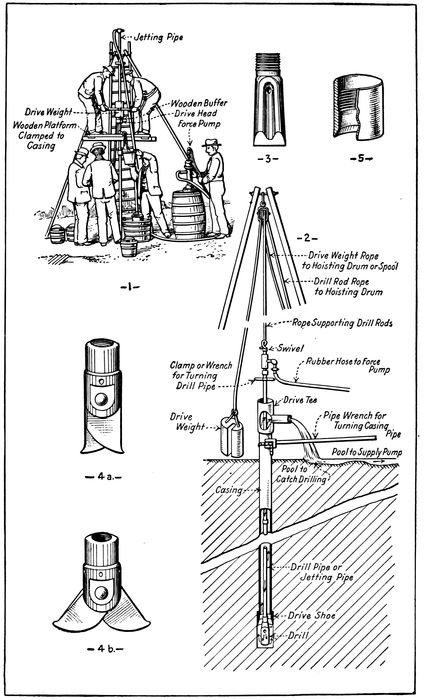 Jetting Pipe
Drive Weight
Wooden Platform
Clamped to
Casing
Wooden Buffer
Drive Head
Force Pump
-1-
-3-
-5-
-2-
Drive Weight Rope
to Hoisting Drum or Spool
Drill Rod Rope
to Hoisting Drum
Rope Supporting Drill Rods
Swivel
Rubber Hose to Force
Pump
Clamp or Wrench
for Turning
Drill Pipe
Drive Tee
Drive
Weight
Pipe Wrench for
Turning Casing
Pipe
Pool to Supply Pump
Pool to
Catch Drilling
Casing
Drill Pipe or
Jetting Pipe
Drive Shoe
Drill
-4a.-
-4b.-